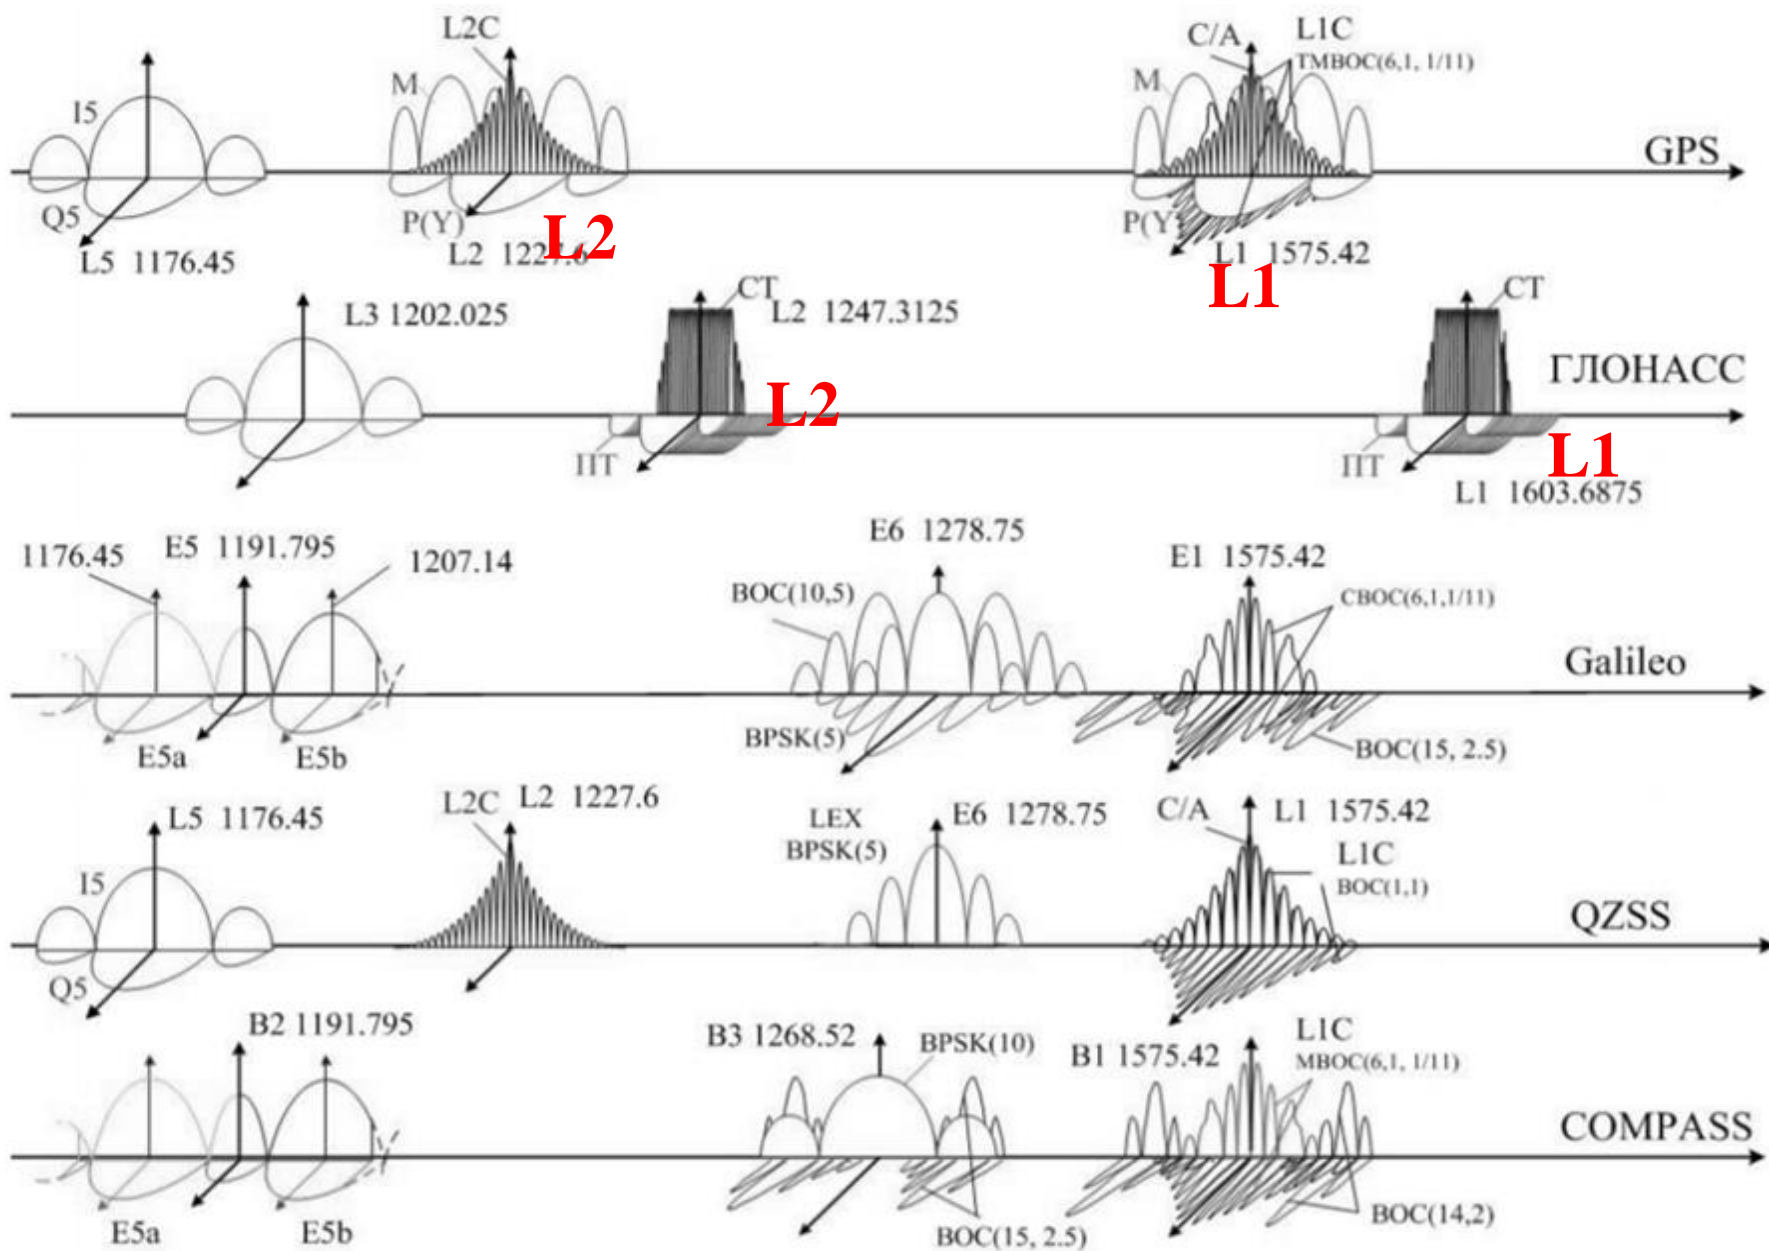 L2C
M
I5
Q5
L5 1176.45
P(Y)
L2 1227.6
L2
C/A
L1C
TMBOC(6,1, 1/11)
M
P(Y)
L1 1575.42
L1
GPS
L3 1202.025
СТ
L2 1247.3125
L2
ПТ
СТ
ПТ
L1
L1 1603.6875
ГЛОНАСС
1176.45
E5 1191.795
1207.14
E5a
E5b
E6 1278.75
BOC(10,5)
BPSK(5)
E1 1575.42
CBOC(6,1,1/11)
BOC(15, 2.5)
Galileo
L5 1176.45
I5
Q5
L2C
L2 1227.6
LEX
BPSK(5)
E6 1278.75
C/A
L1 1575.42
L1C
BOC(1,1)
QZSS
B2 1191.795
E5a
E5b
B3 1268.52
BPSK(10)
BOC(15, 2.5)
B1 1575.42
L1C
MBOC(6,1, 1/11)
BOC(14,2)
COMPASS